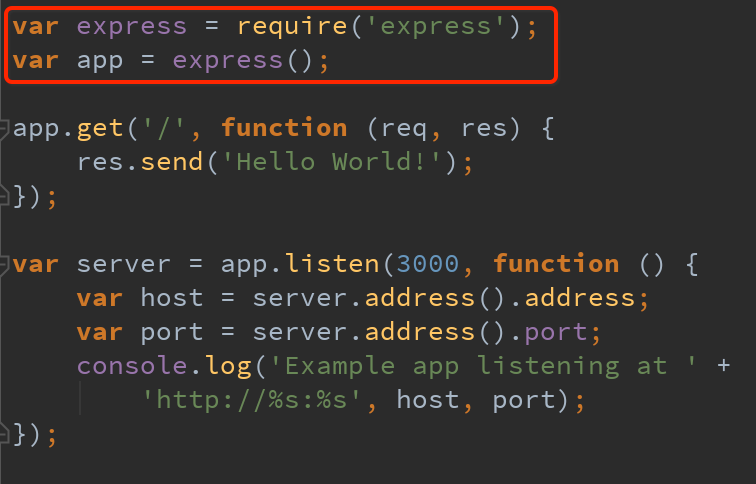 var express = require('express');
var app = express();
app.get('/', function (req, res) {
    res.send('Hello World!');
});
var server = app.listen(3000, function () {
    var host = server.address().address;
    var port = server.address().port;
    console.log('Example app listening at ' +
        'http://%s:%s', host, port);
});